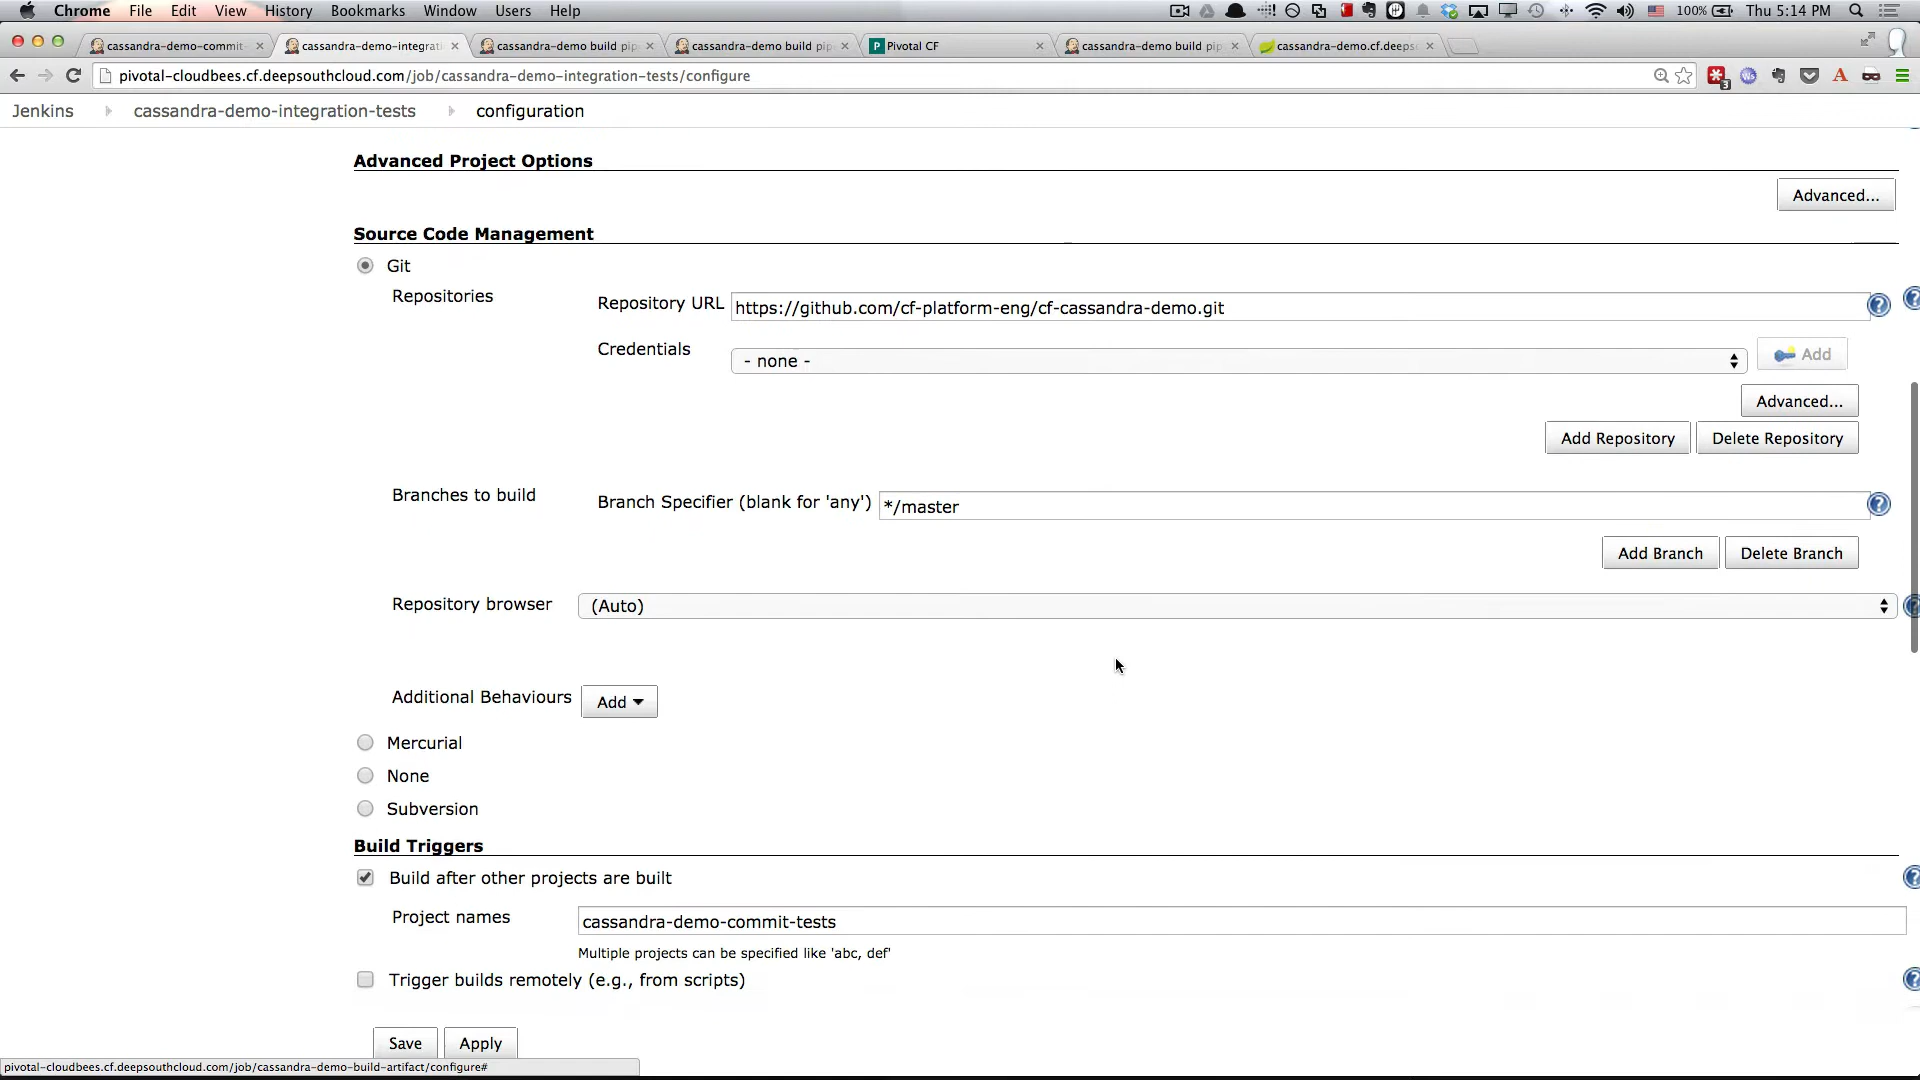 Chrome File Edit View History Bookmarks Window Users Help 100% Thu 5:14 PM
cassandra-demo-commit cassandra-demo-integrati cassandra-demo build pip cassandra-demo build pip Pivotal CF cassandra-demo build pip cassandra-demo.cf.deeps
pivotal-cloudbees.cf.deepsouthcloud.com/job/cassandra-demo-integration-tests/configure
Jenkins cassandra-demo-integration-tests configuration
Advanced Project Options
Advanced...
Source Code Management
Git
Repositories Repository URL https://github.com/cf-platform-eng/cf-cassandra-demo.git
Credentials - none - Add
Advanced...
Add Repository Delete Repository
Branches to build Branch Specifier (blank for 'any') */master
Add Branch Delete Branch
Repository browser (Auto)
Additional Behaviours Add
Mercurial
None
Subversion
Build Triggers
Build after other projects are built
Project names cassandra-demo-commit-tests
Multiple projects can be specified like 'abc, def'
Trigger builds remotely (e.g., from scripts)
Save Apply
pivotal-cloudbees.cf.deepsouthcloud.com/job/cassandra-demo-build-artifact/configure#